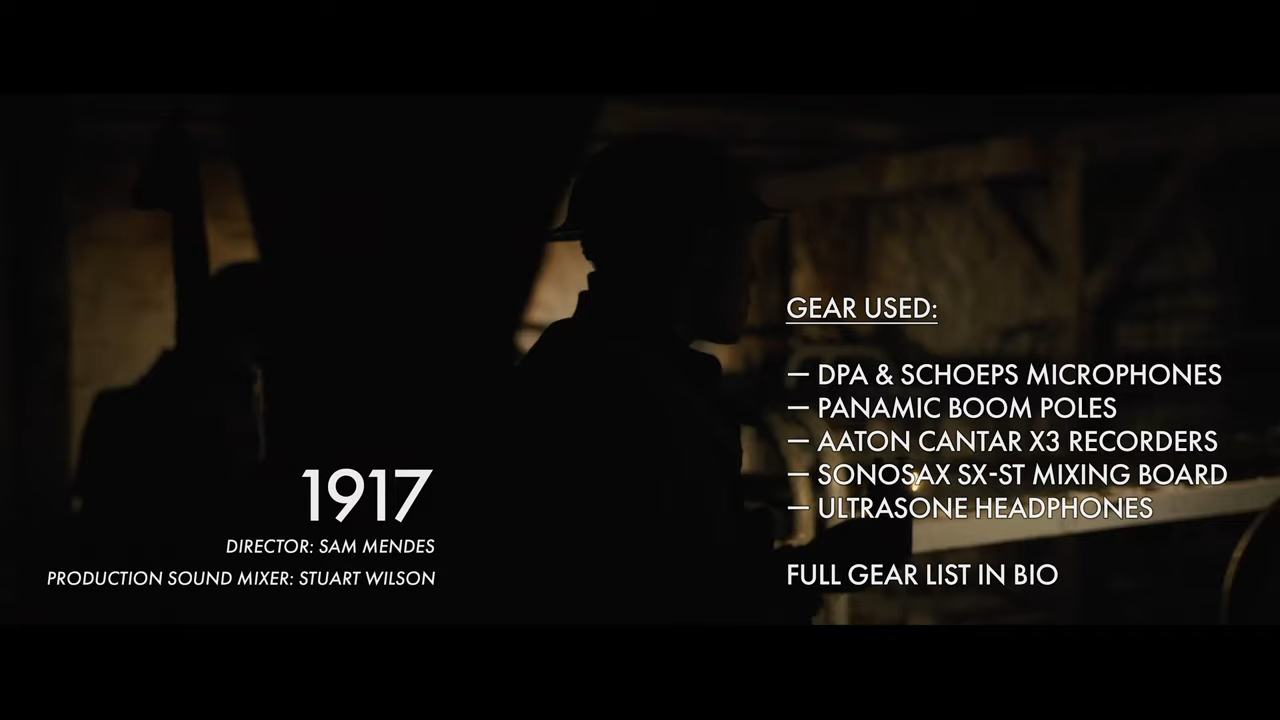 1917
DIRECTOR: SAM MENDES
PRODUCTION SOUND MIXER: STUART WILSON
GEAR USED:
— DPA & SCHOEPS MICROPHONES
— PANAMIC BOOM POLES
— AATON CANTAR X3 RECORDERS
— SONOSAX SX-ST MIXING BOARD
— ULTRASONE HEADPHONES
FULL GEAR LIST IN BIO